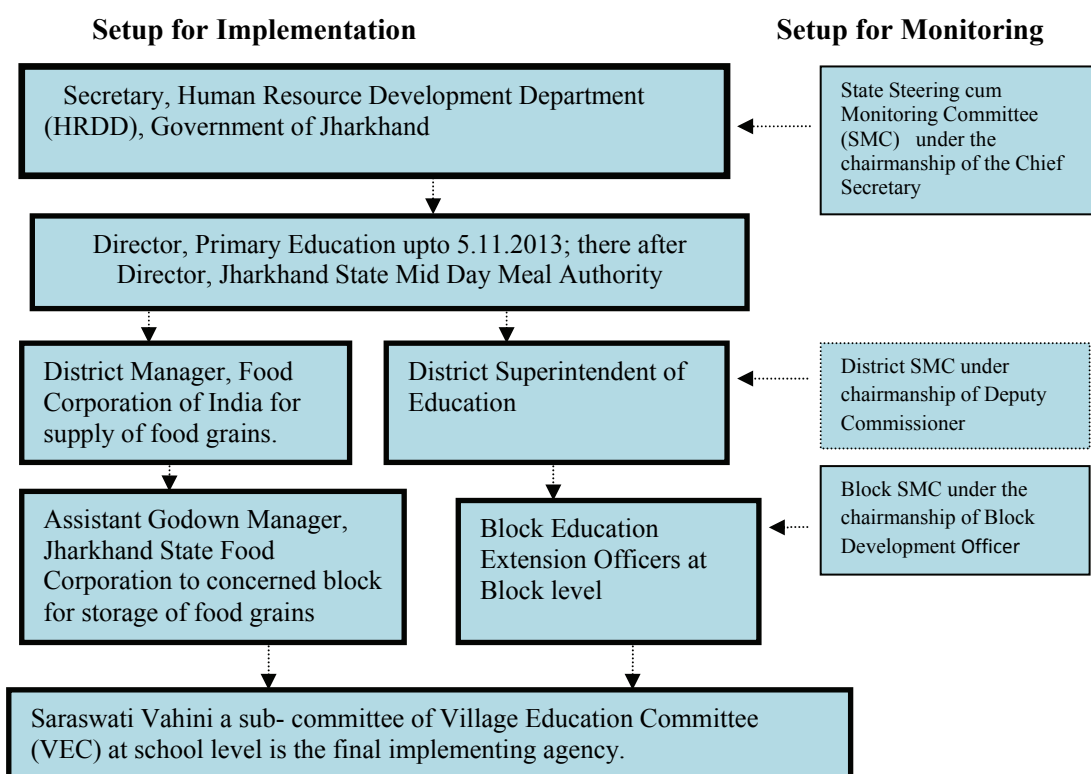 Setup for Implementation
Setup for Monitoring
Secretary, Human Resource Development Department
(HRDD), Government of Jharkhand
State Steering cum
Monitoring Committee
(SMC) under the
chairmanship of the Chief
Secretary
Director, Primary Education upto 5.11.2013; there after
Director, Jharkhand State Mid Day Meal Authority
District Manager, Food
Corporation of India for
supply of food grains.
District Superintendent of
Education
District SMC under
chairmanship of Deputy
Commissioner
Assistant Godown Manager,
Jharkhand State Food
Corporation to concerned block
for storage of food grains
Block Education
Extension Officers at
Block level
Block SMC under the
chairmanship of Block
Development Officer
Saraswati Vahini a sub- committee of Village Education Committee
(VEC) at school level is the final implementing agency.